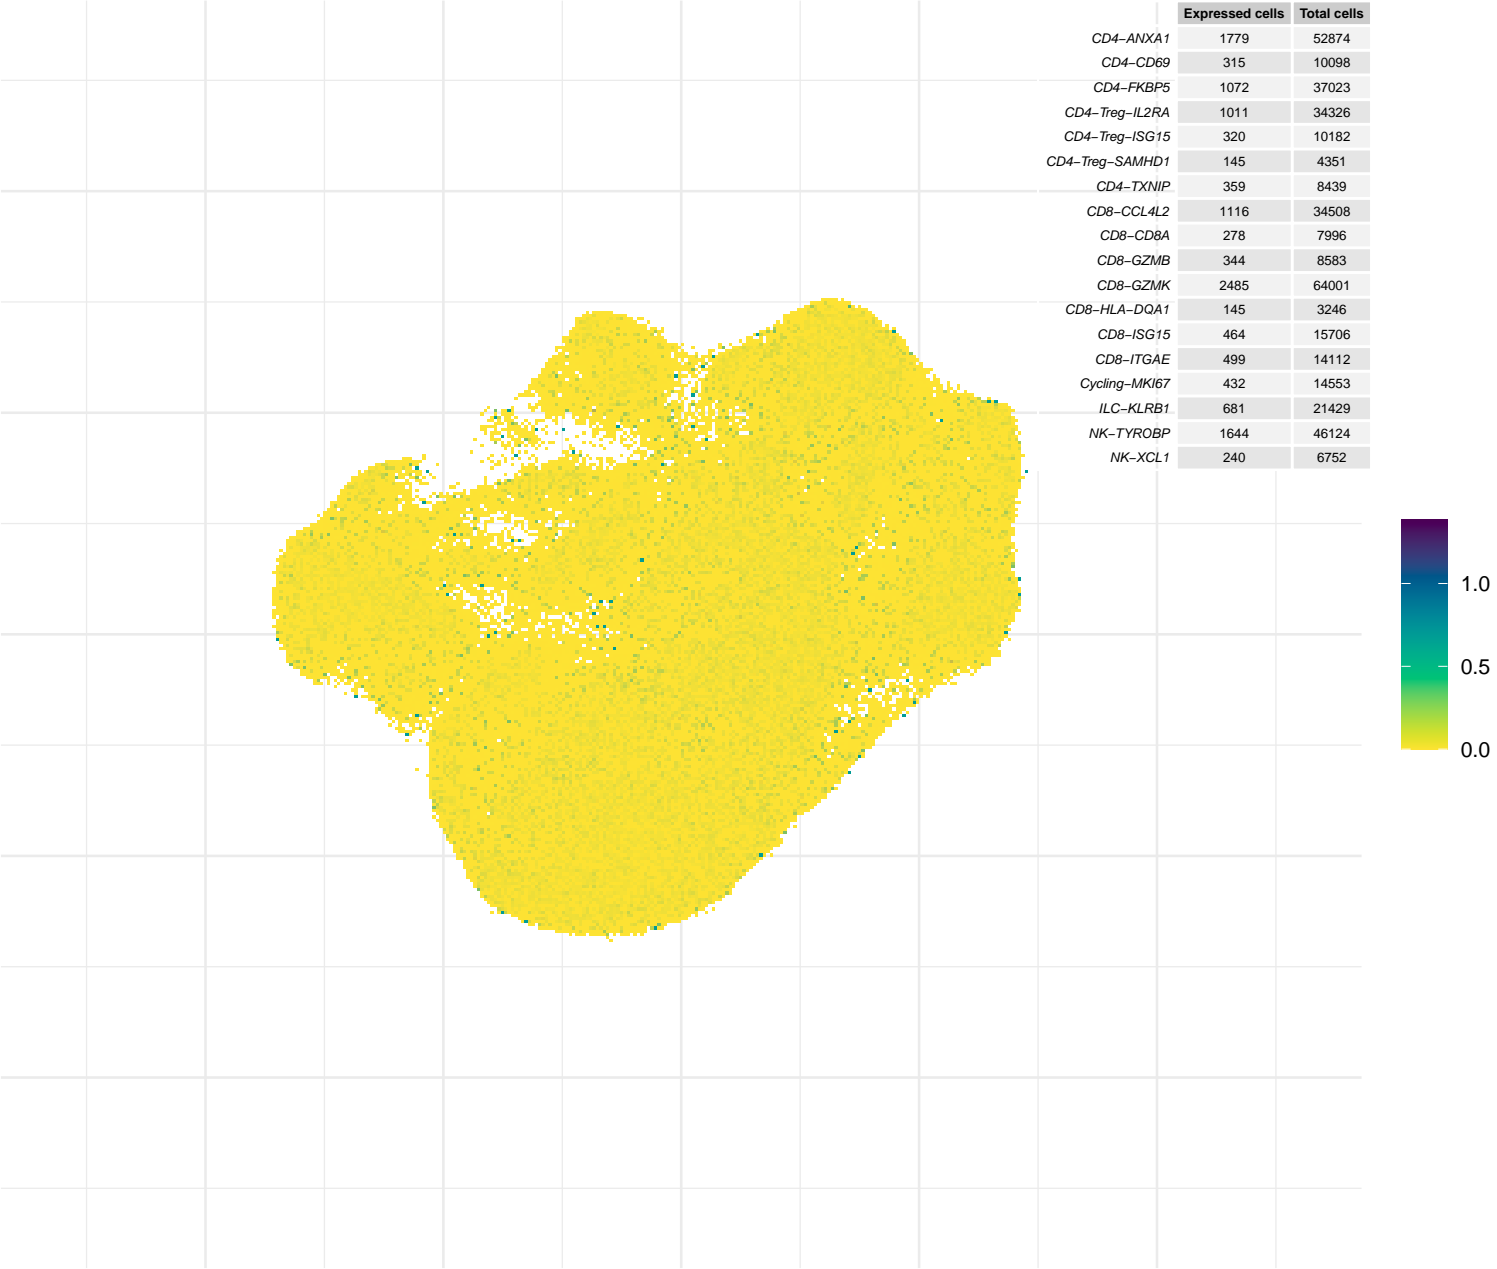 Expressed cells Total cells
CD4−ANXA1 1779 52874
CD4−CD69 315 10098
CD4−FKBP5 1072 37023
CD4−Treg−IL2RA 1011 34326
CD4−Treg−ISG15 320 10182
CD4−Treg−SAMHD1 145 4351
CD4−TXNIP 359 8439
CD8−CCL4L2 1116 34508
CD8−CD8A 278 7996
CD8−GZMB 344 8583
CD8−GZMK 2485 64001
CD8−HLA−DQA1 145 3246
CD8−ISG15 464 15706
CD8−ITGAE 499 14112
Cycling−MKI67 432 14553
ILC−KLRB1 681 21429
NK−TYROBP 1644 46124
NK−XCL1 240 6752
1.0
0.5
0.0